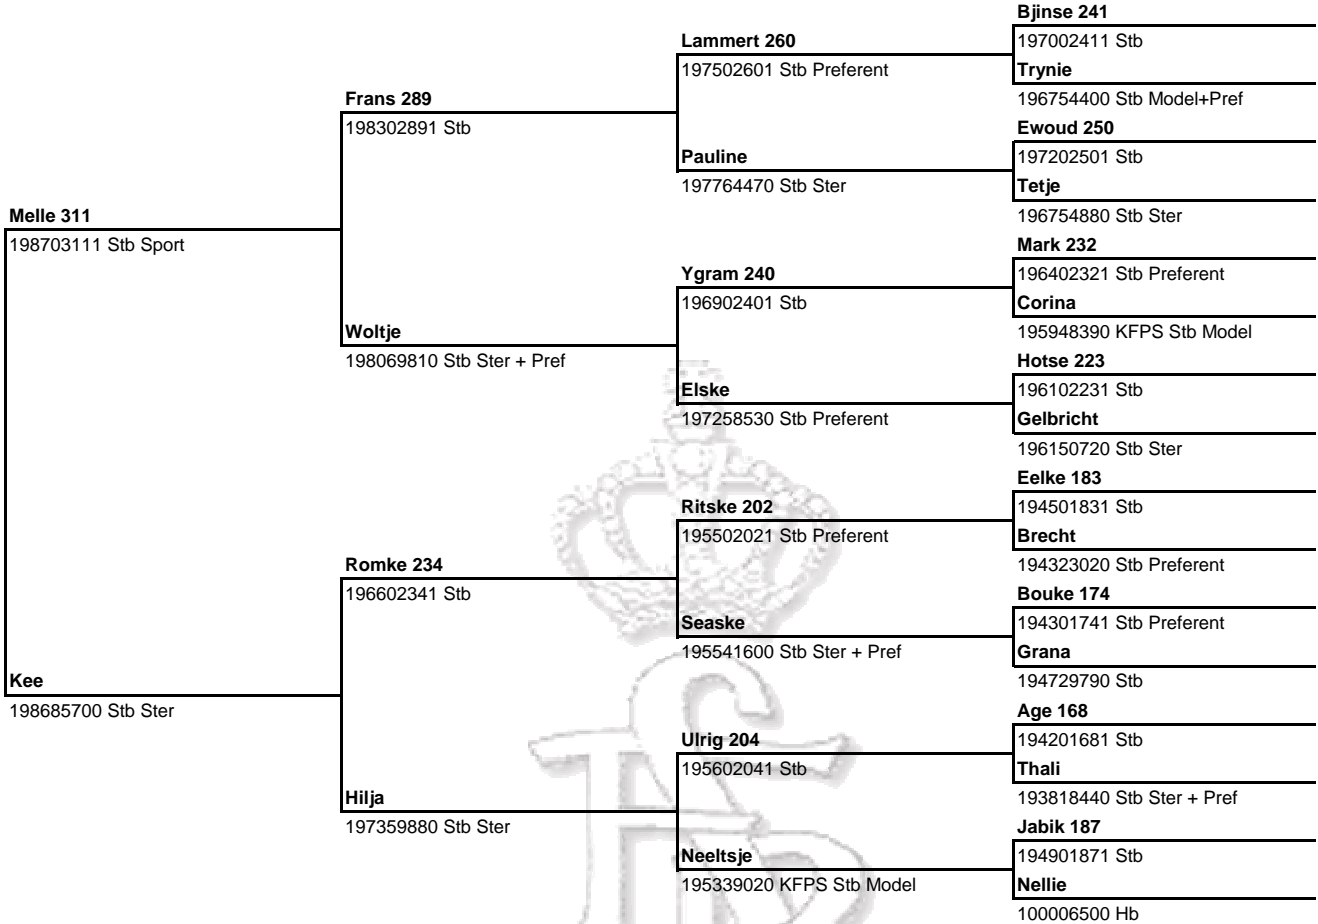 Bjinse 241
Lammert 260
197002411 Stb
197502601 Stb Preferent
Trynie
Frans 289
196754400 Stb Model+Pref
198302891 Stb
Ewoud 250
Pauline
197202501 Stb
197764470 Stb Ster
Tetje
Melle 311
196754880 Stb Ster
198703111 Stb Sport
Mark 232
Ygram 240
196402321 Stb Preferent
196902401 Stb
Corina
Woltje
195948390 KFPS Stb Model
198069810 Stb Ster + Pref
Hotse 223
Elske
196102231 Stb
197258530 Stb Preferent
Gelbricht
196150720 Stb Ster
Eelke 183
Ritske 202
194501831 Stb
195502021 Stb Preferent
Brecht
Romke 234
194323020 Stb Preferent
196602341 Stb
Bouke 174
Seaske
194301741 Stb Preferent
195541600 Stb Ster + Pref
Grana
Kee
194729790 Stb
198685700 Stb Ster
Age 168
Ulrig 204
194201681 Stb
195602041 Stb
Thali
Hilja
193818440 Stb Ster + Pref
197359880 Stb Ster
Jabik 187
Neeltsje
194901871 Stb
195339020 KFPS Stb Model
Nellie
100006500 Hb